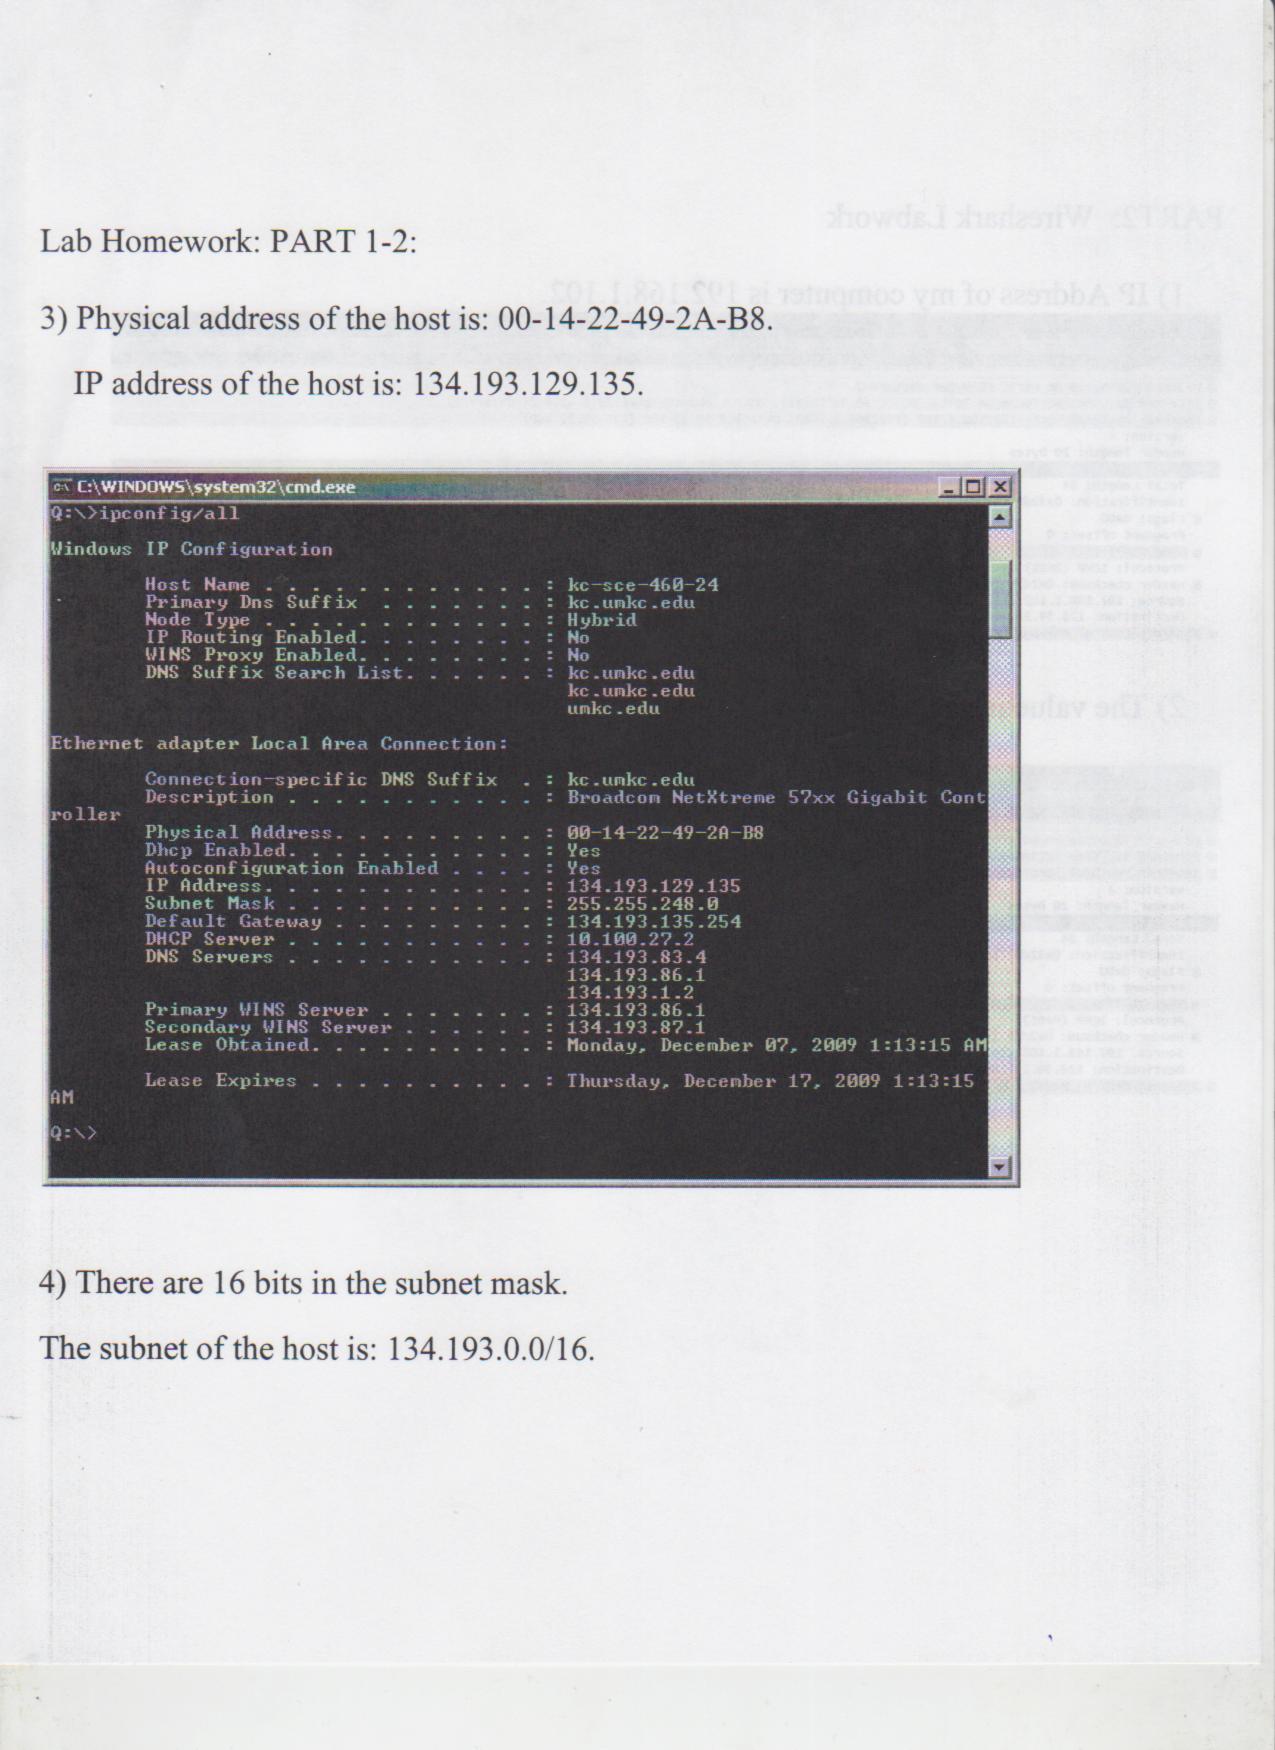 Lab Homework: PART 1-2:
3) Physical address of the host is: 00-14-22-49-2A-B8.
IP address of the host is: 134.193.129.135.
C:\WINDOWS\system32\cmd.exe
Q:\>ipconfig/all
Windows IP Configuration
Host Name . . . . . . . . . . . . : kc-sce-460-24
Primary Dns Suffix . . . . . . . : kc.umkc.edu
Node Type . . . . . . . . . . . . : Hybrid
IP Routing Enabled. . . . . . . . : No
WINS Proxy Enabled. . . . . . . . : No
DNS Suffix Search List. . . . . . : kc.umkc.edu
kc.umkc.edu
umkc.edu
Ethernet adapter Local Area Connection:
Connection-specific DNS Suffix . : kc.umkc.edu
Description . . . . . . . . . . . : Broadcom NetXtreme 57xx Gigabit Cont
roller
Physical Address. . . . . . . . . : 00-14-22-49-2A-B8
Dhcp Enabled. . . . . . . . . . . : Yes
Autoconfiguration Enabled . . . . : Yes
IP Address. . . . . . . . . . . . : 134.193.129.135
Subnet Mask . . . . . . . . . . . : 255.255.248.0
Default Gateway . . . . . . . . . : 134.193.135.254
DHCP Server . . . . . . . . . . . : 10.100.27.2
DNS Servers . . . . . . . . . . . : 134.193.83.4
134.193.86.1
134.193.1.2
Primary WINS Server . . . . . . . : 134.193.86.1
Secondary WINS Server . . . . . . : 134.193.87.1
Lease Obtained. . . . . . . . . . : Monday, December 07, 2009 1:13:15 AM
Lease Expires . . . . . . . . . . : Thursday, December 17, 2009 1:13:15
AM
Q:\>
4) There are 16 bits in the subnet mask.
The subnet of the host is: 134.193.0.0/16.